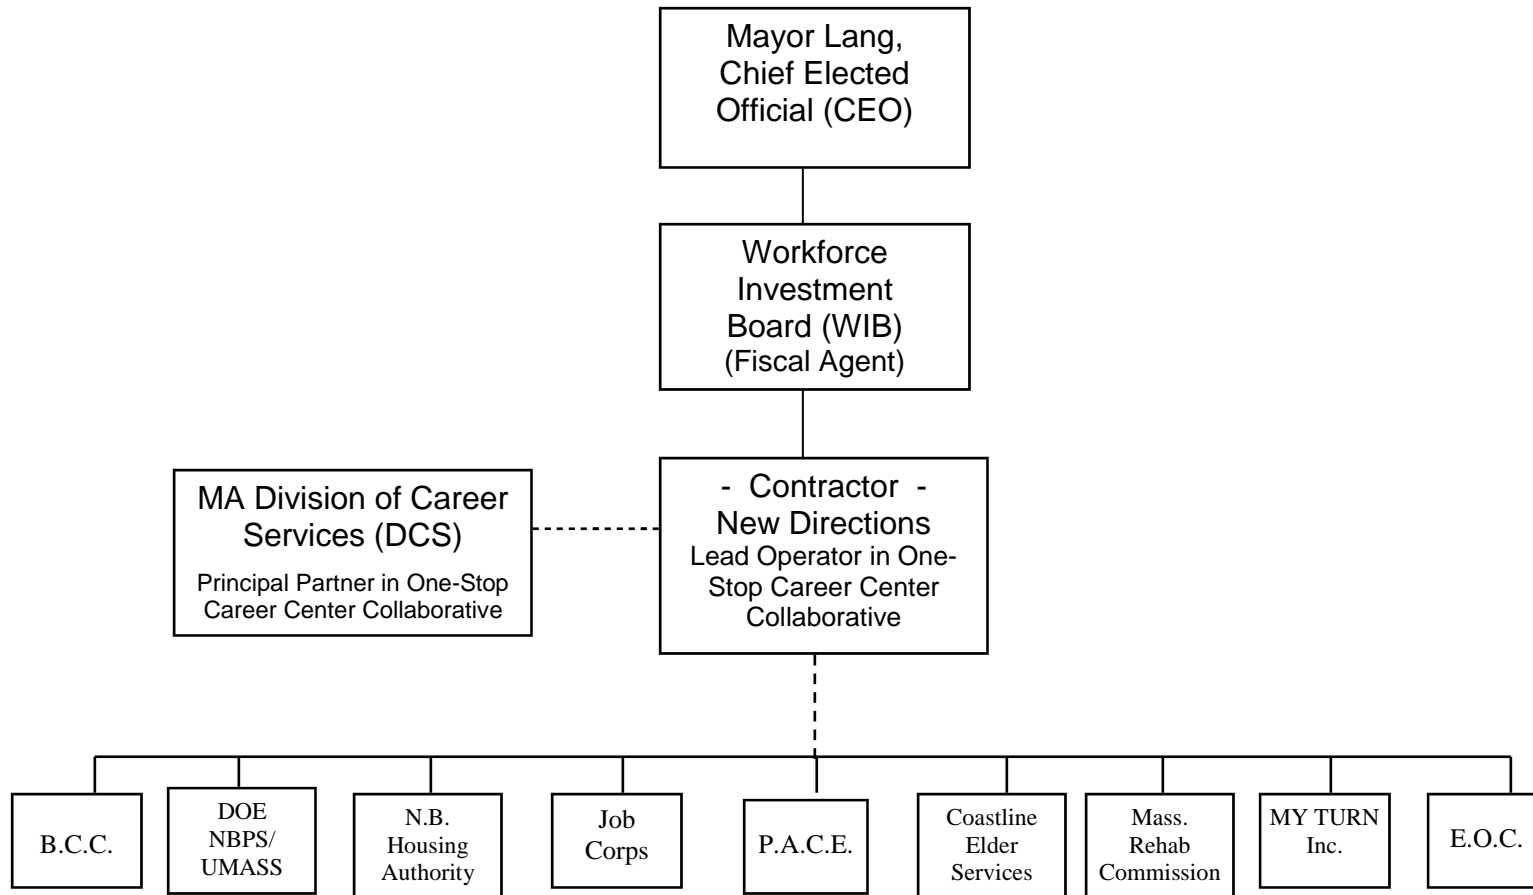 Mayor Lang,
Chief Elected
Official (CEO)
Workforce
Investment
Board (WIB)
(Fiscal Agent)
MA Division of Career
Services (DCS)
Principal Partner in One-Stop
Career Center Collaborative
- Contractor -
New Directions
Lead Operator in One-
Stop Career Center
Collaborative
B.C.C.
DOE
NBPS/
UMASS
N.B.
Housing
Authority
Job
Corps
P.A.C.E.
Coastline
Elder
Services
Mass.
Rehab
Commission
MY TURN
Inc.
E.O.C.